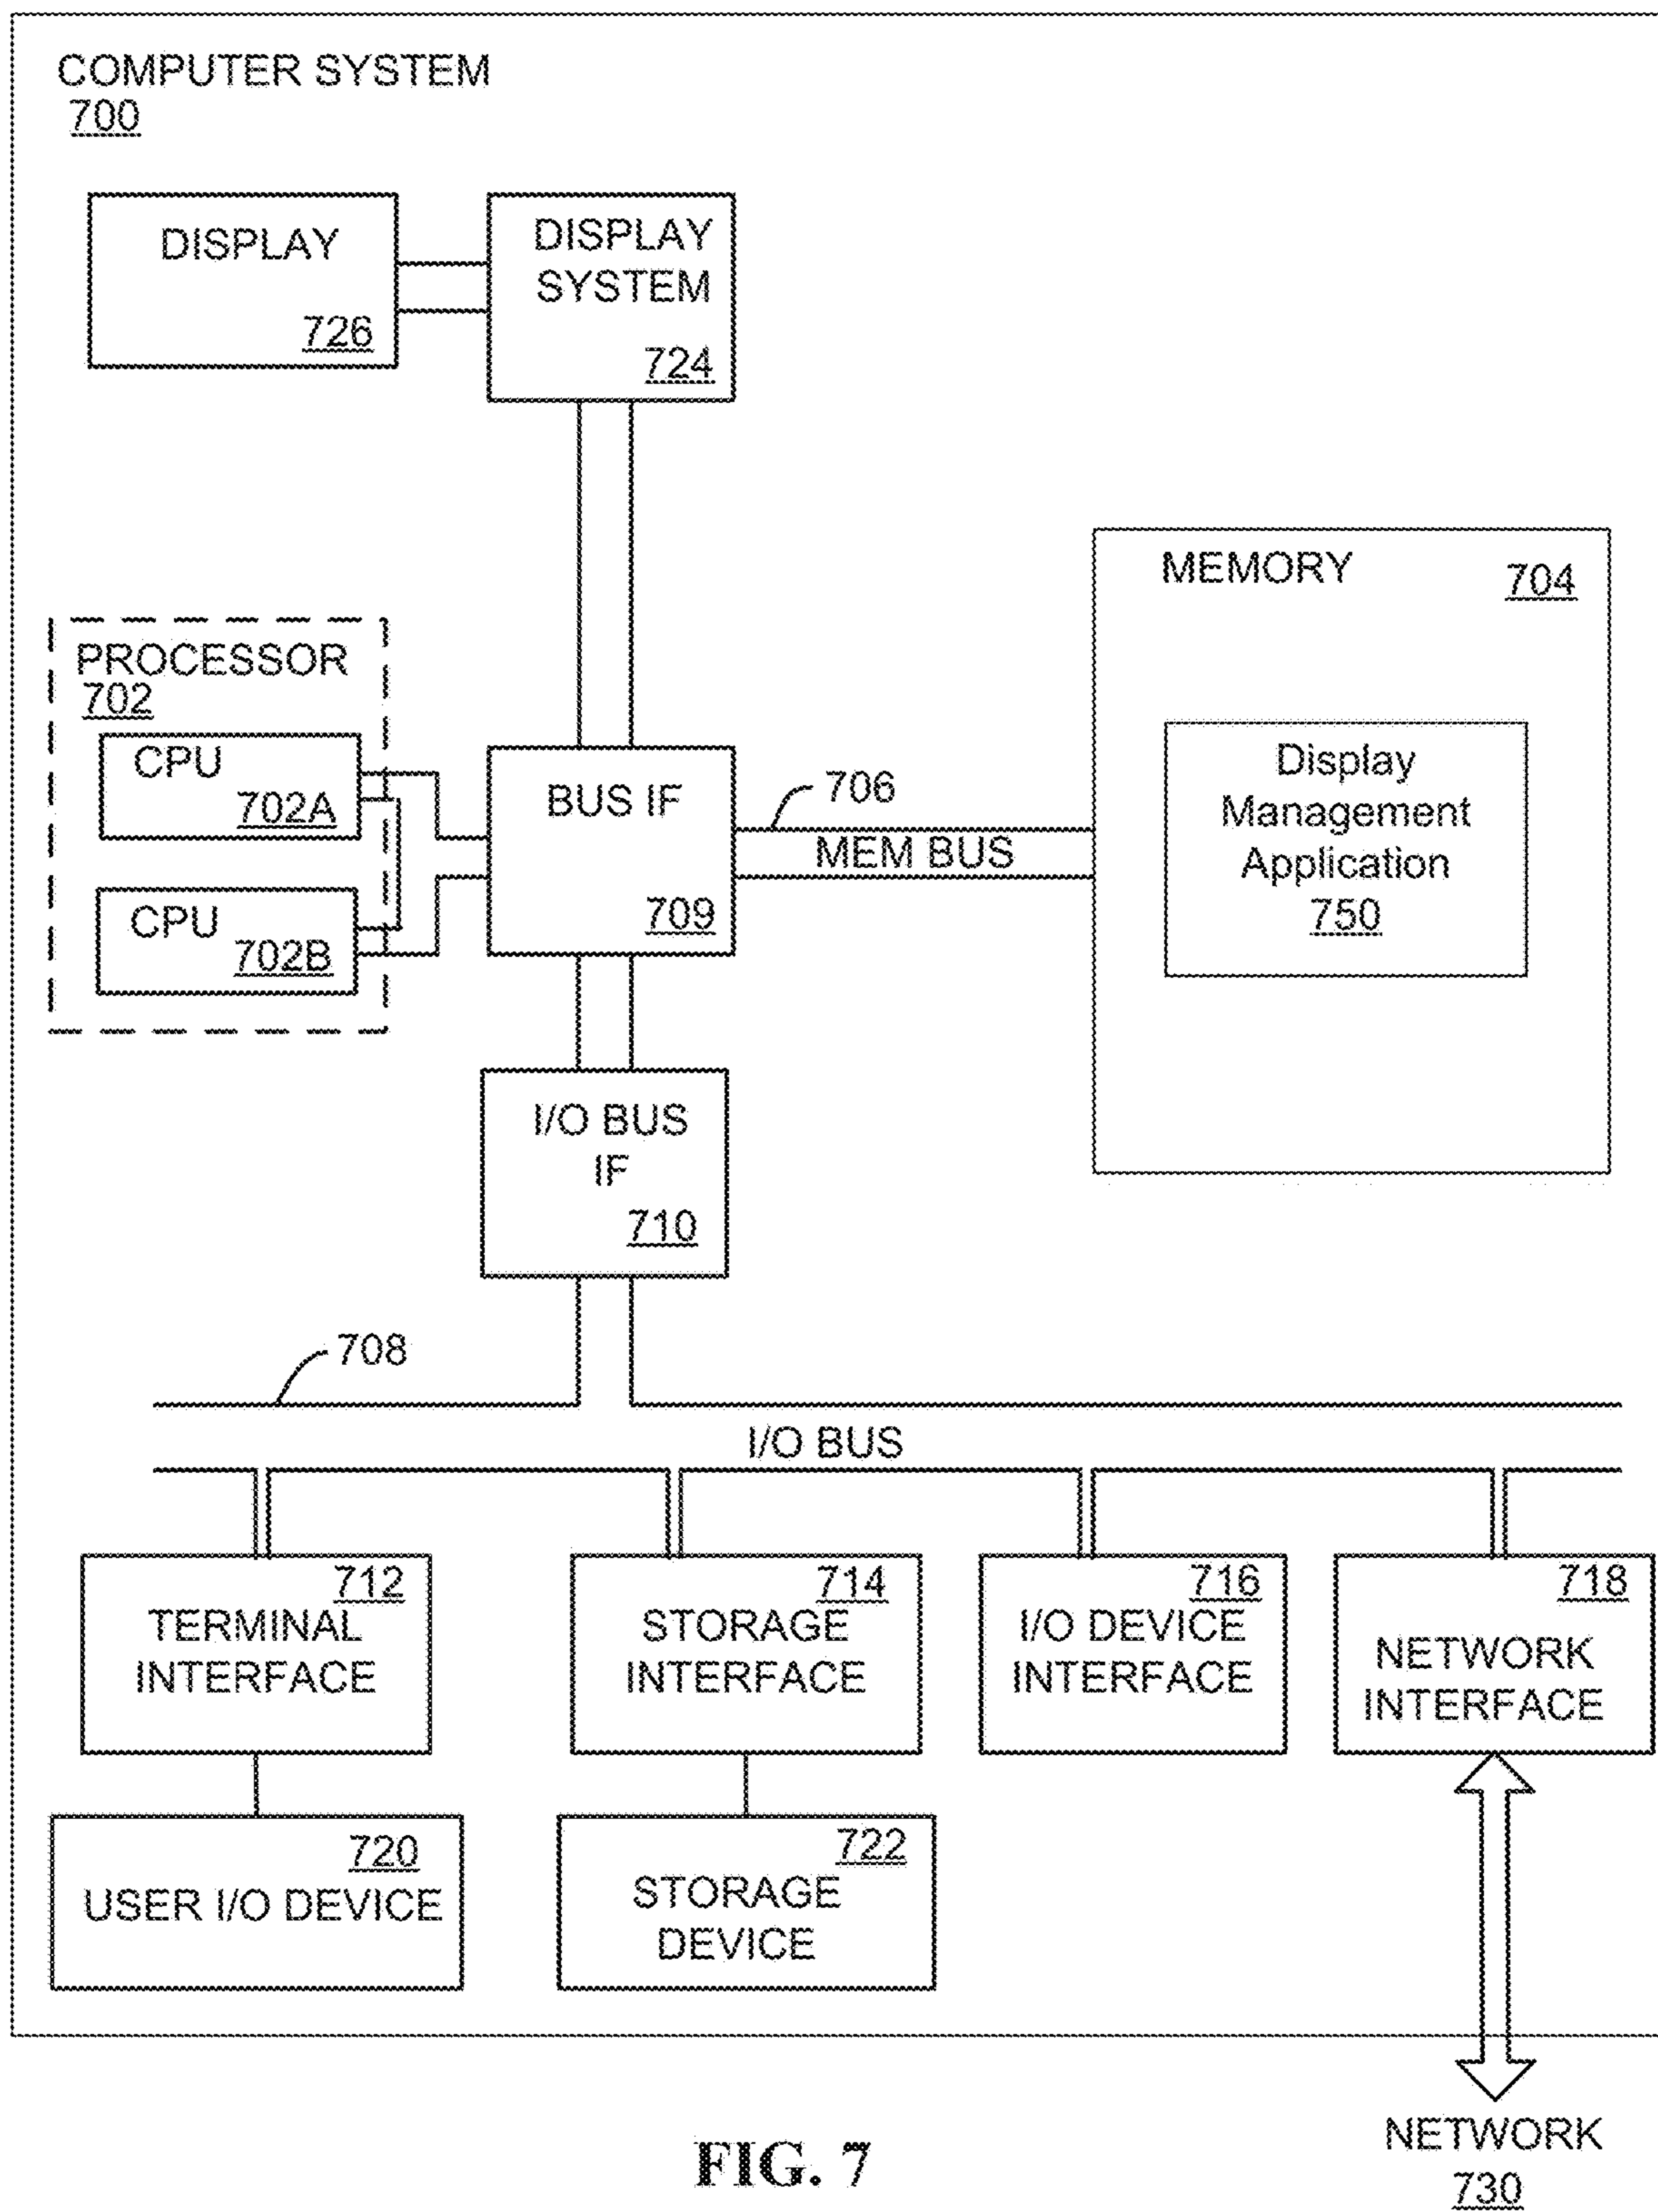 COMPUTER SYSTEM
700
DISPLAY
726
DISPLAY
SYSTEM
724
MEMORY
704
PROCESSOR
702
CPU
702A
CPU
702B
BUS IF
709
706
MEM BUS
Display
Management
Application
750
I/O BUS
IF
710
708
I/O BUS
712
TERMINAL
INTERFACE
714
STORAGE
INTERFACE
716
I/O DEVICE
INTERFACE
718
NETWORK
INTERFACE
720
USER I/O DEVICE
722
STORAGE
DEVICE
NETWORK
730
FIG. 7